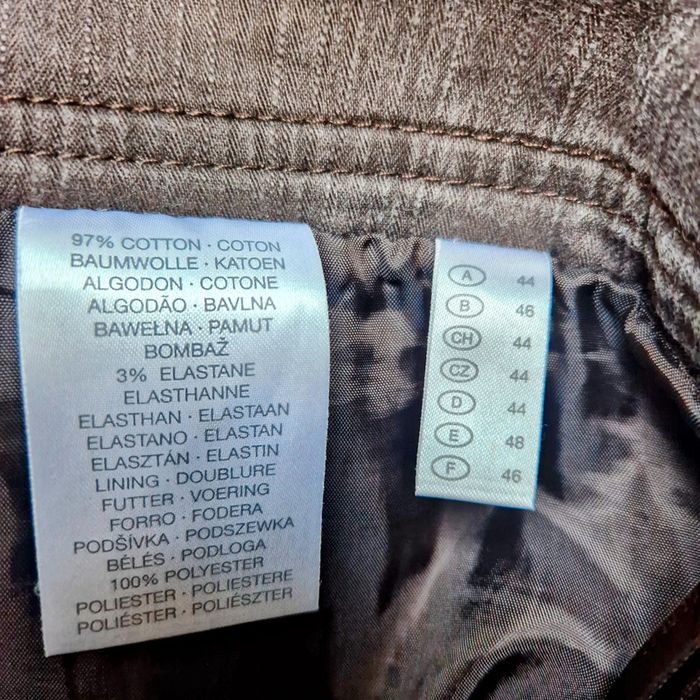 97% COTTON · COTON
BAUMWOLLE · KATOEN
ALGODON · COTONE
ALGODÃO · BAVLNA
BAWEŁNA · PAMUT
BOMBAŽ
3% ELASTANE
ELASTHANNE
ELASTHAN · ELASTAAN
ELASTANO · ELASTAN
ELASZTÁN · ELASTIN
LINING · DOUBLURE
FUTTER · VOERING
FORRO · FODERA
PODŠÍVKA · PODSZEWKA
BÉLÉS · PODLOGA
100% POLYESTER
POLIESTER · POLIESTERE
POLIÉSTER · POLIÉSZTER
A 44
B 46
CH 44
CZ 44
D 44
E 48
F 46